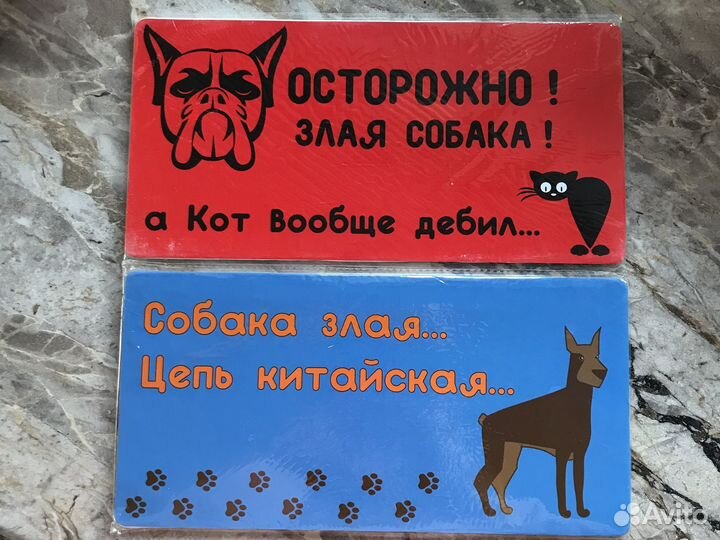 ОСТОРОЖНО !
ЗЛАЯ СОБАКА !
а Кот Вообще дебил...
Собака злая...
Цепь китайская...
Avito